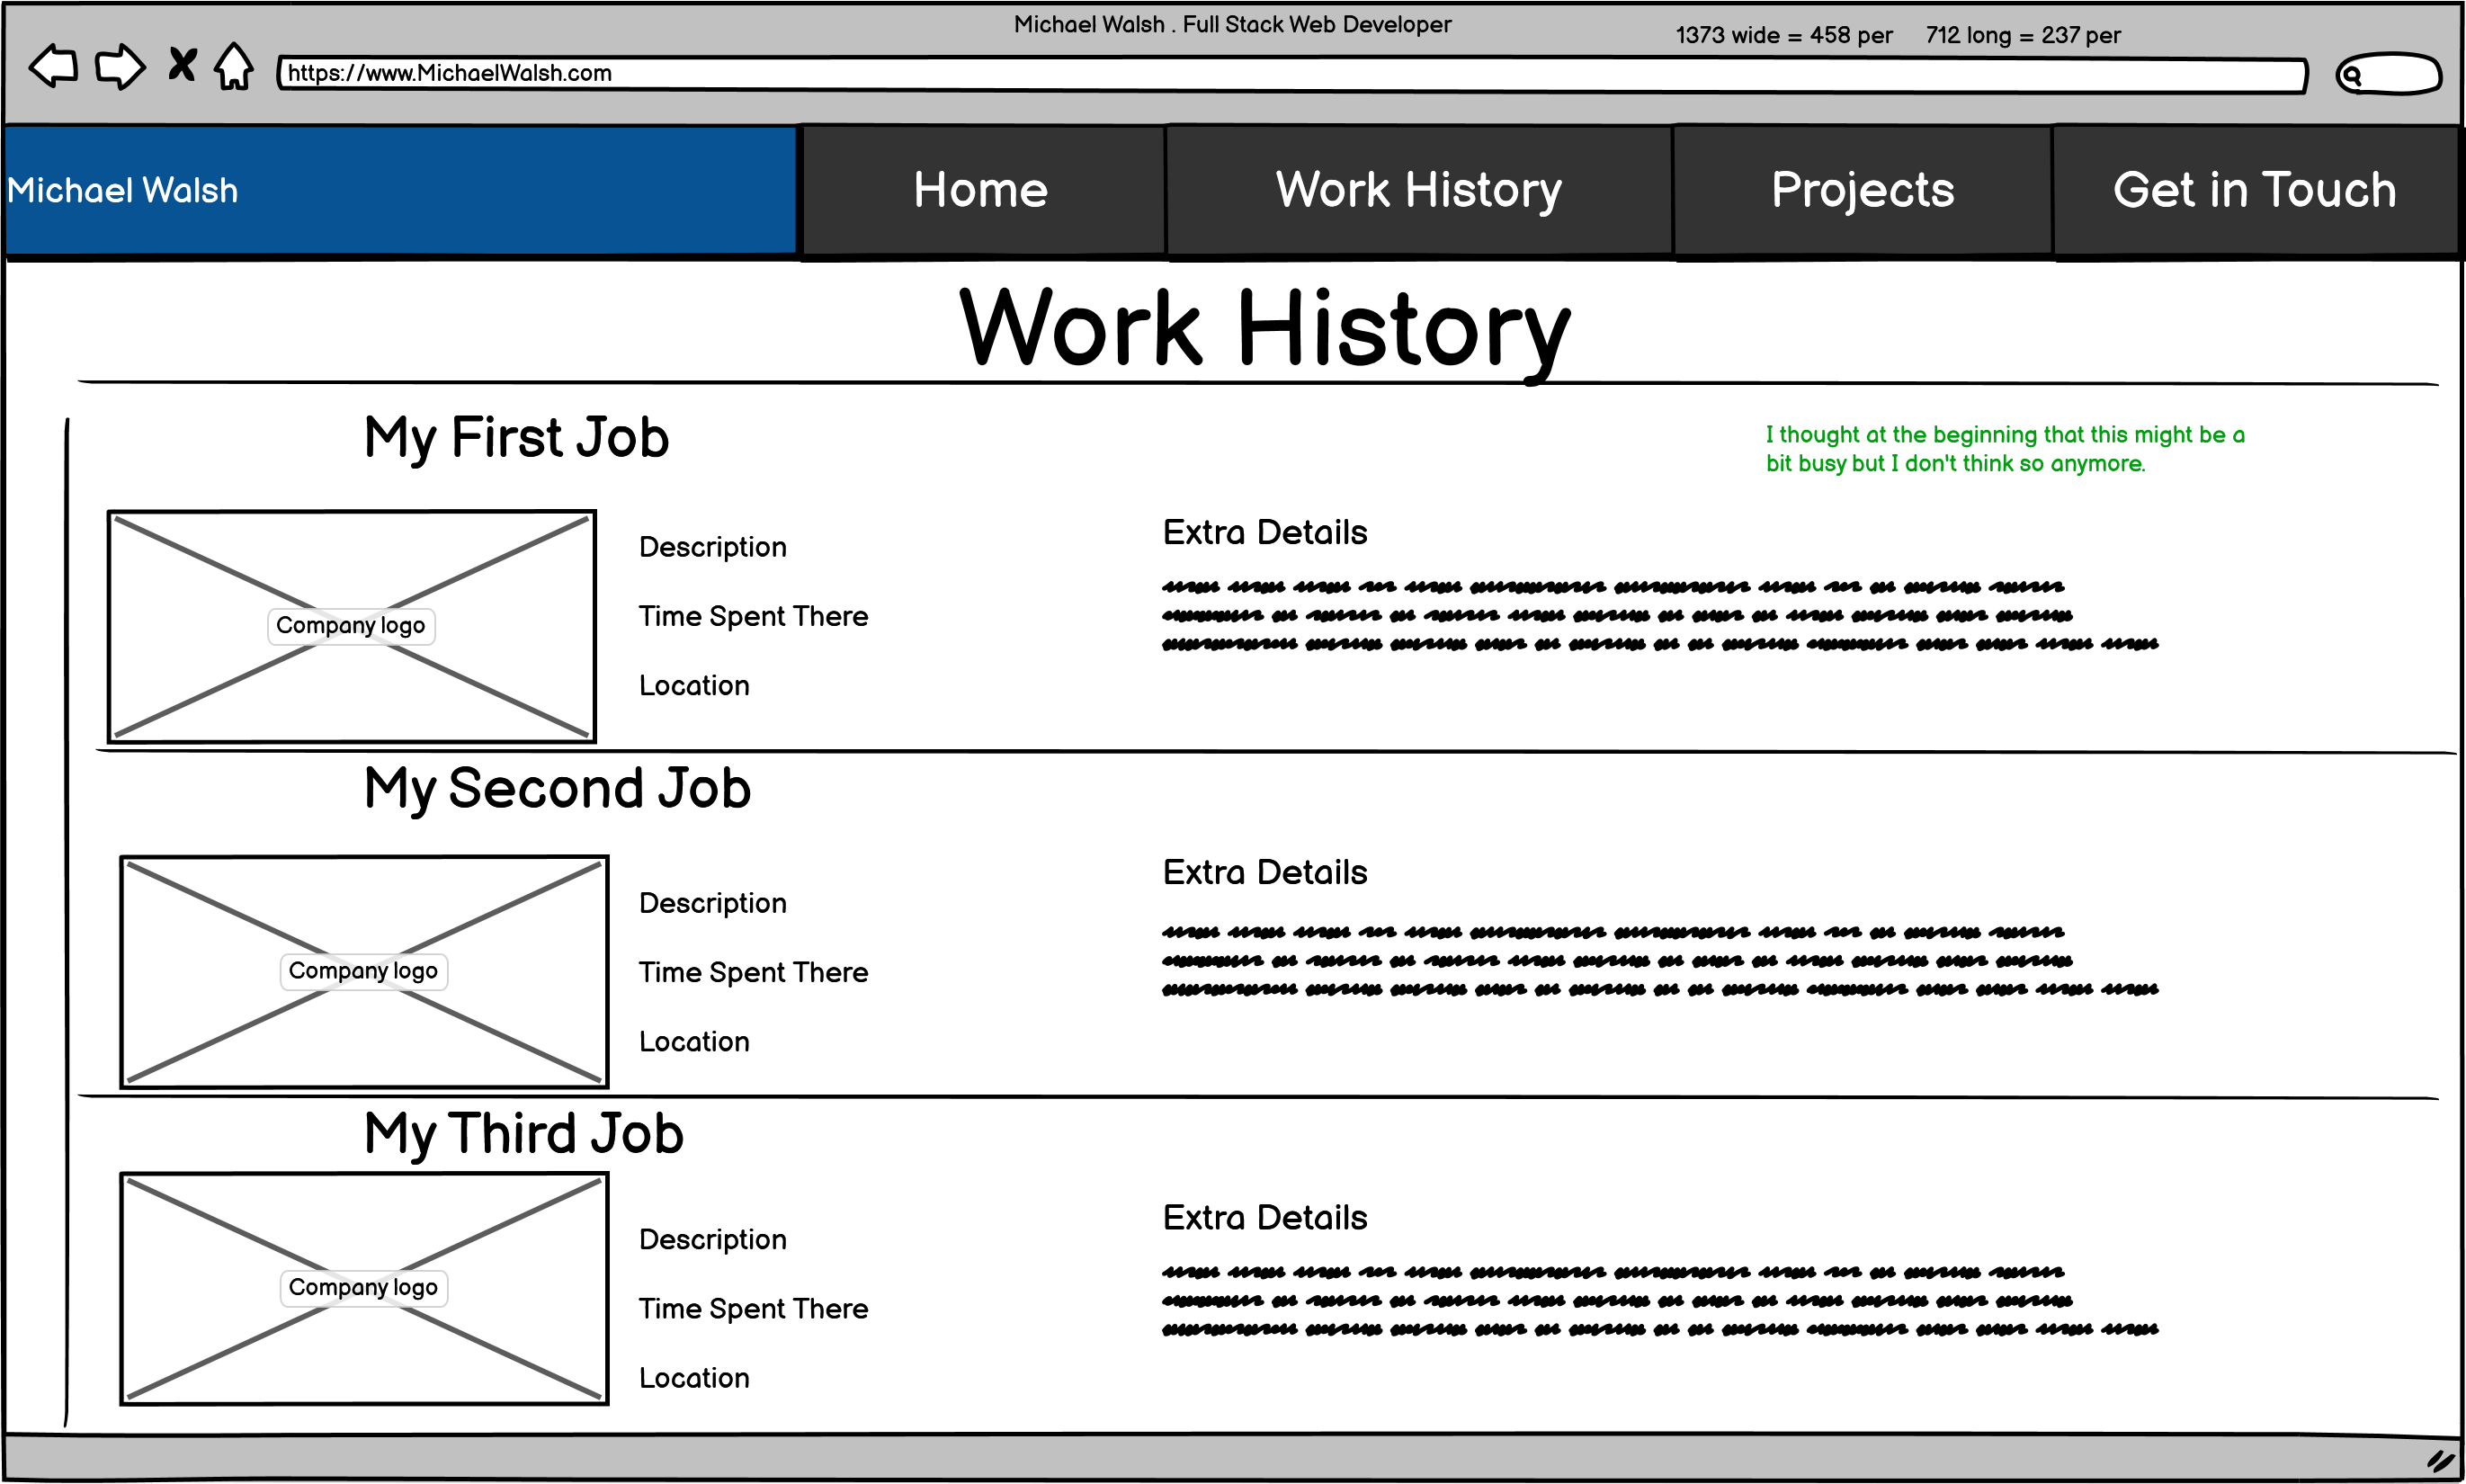 Michael Walsh . Full Stack Web Developer
1373 wide = 458 per 712 long = 237 per
https://www.MichaelWalsh.com
Michael Walsh
Home
Work History
Projects
Get in Touch
Work History
My First Job
I thought at the beginning that this might be a
bit busy but I don't think so anymore.
Company logo
Description
Time Spent There
Location
Extra Details
My Second Job
Company logo
Description
Time Spent There
Location
Extra Details
My Third Job
Company logo
Description
Time Spent There
Location
Extra Details